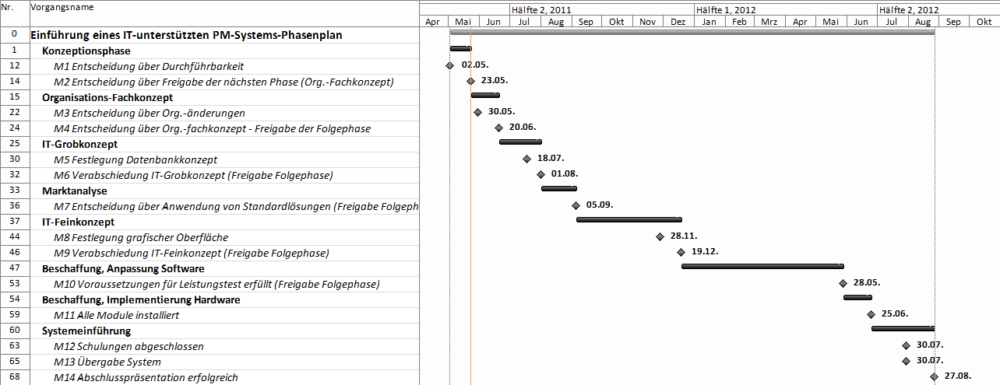 Nr. Vorgangsname
Hälfte 2, 2011 Hälfte 1, 2012 Hälfte 2, 2012
Apr Mai Jun Jul Aug Sep Okt Nov Dez Jan Feb Mrz Apr Mai Jun Jul Aug Sep Okt
0 Einführung eines IT-unterstützten PM-Systems-Phasenplan
1 Konzeptionsphase
12 M1 Entscheidung über Durchführbarkeit 02.05.
14 M2 Entscheidung über Freigabe der nächsten Phase (Org.-Fachkonzept) 23.05.
15 Organisations-Fachkonzept
22 M3 Entscheidung über Org.-änderungen 30.05.
24 M4 Entscheidung über Org.-fachkonzept - Freigabe der Folgephase 20.06.
25 IT-Grobkonzept
30 M5 Festlegung Datenbankkonzept 18.07.
32 M6 Verabschiedung IT-Grobkonzept (Freigabe Folgephase) 01.08.
33 Marktanalyse
36 M7 Entscheidung über Anwendung von Standardlösungen (Freigabe Folgeph 05.09.
37 IT-Feinkonzept
44 M8 Festlegung grafischer Oberfläche 28.11.
46 M9 Verabschiedung IT-Feinkonzept (Freigabe Folgephase) 19.12.
47 Beschaffung, Anpassung Software
53 M10 Voraussetzungen für Leistungstest erfüllt (Freigabe Folgephase) 28.05.
54 Beschaffung, Implementierung Hardware
59 M11 Alle Module installiert 25.06.
60 Systemeinführung
63 M12 Schulungen abgeschlossen 30.07.
65 M13 Übergabe System 30.07.
68 M14 Abschlusspräsentation erfolgreich 27.08.